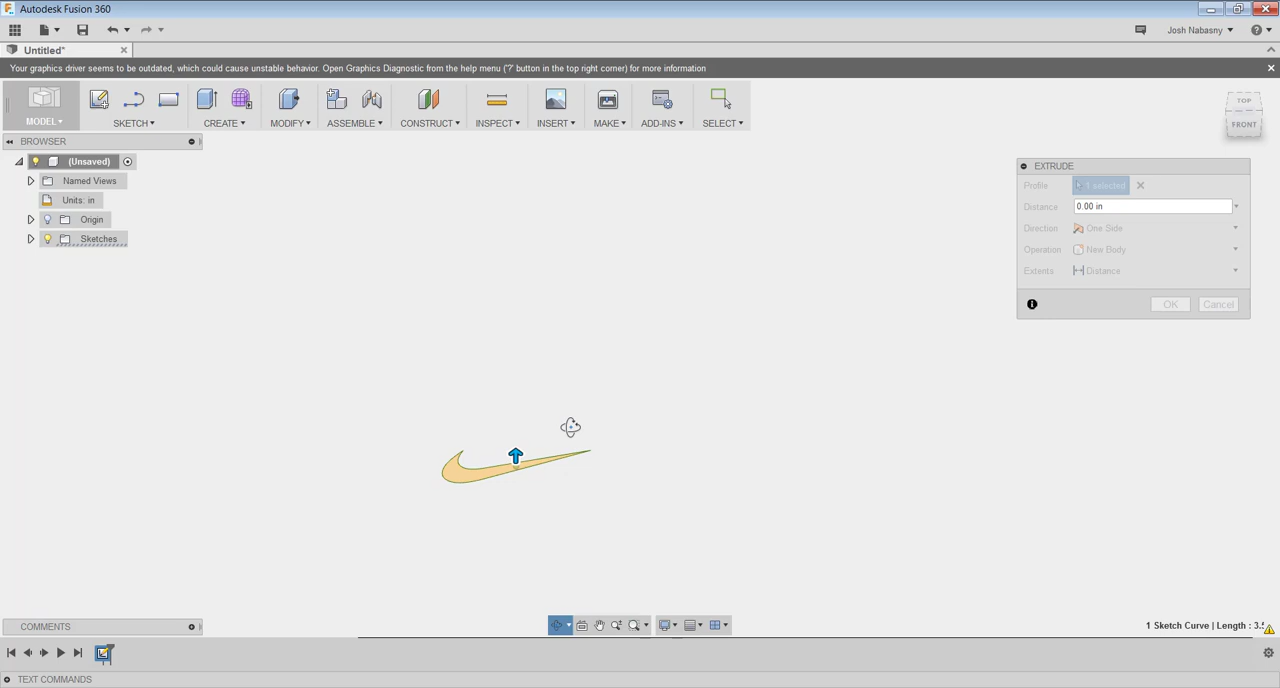 Autodesk Fusion 360
Josh Nabasny
Untitled*
Your graphics driver seems to be outdated, which could cause unstable behavior. Open Graphics Diagnostic from the help menu ('?' button in the top right corner) for more information
MODEL
SKETCH
CREATE
MODIFY
ASSEMBLE
CONSTRUCT
INSPECT
INSERT
MAKE
ADD-INS
SELECT
TOP
FRONT
BROWSER
(Unsaved)
Named Views
Units: in
Origin
Sketches
EXTRUDE
Profile 1 selected
Distance 0.00 in
Direction One Side
Operation New Body
Extents Distance
OK Cancel
COMMENTS
1 Sketch Curve | Length : 3.
TEXT COMMANDS